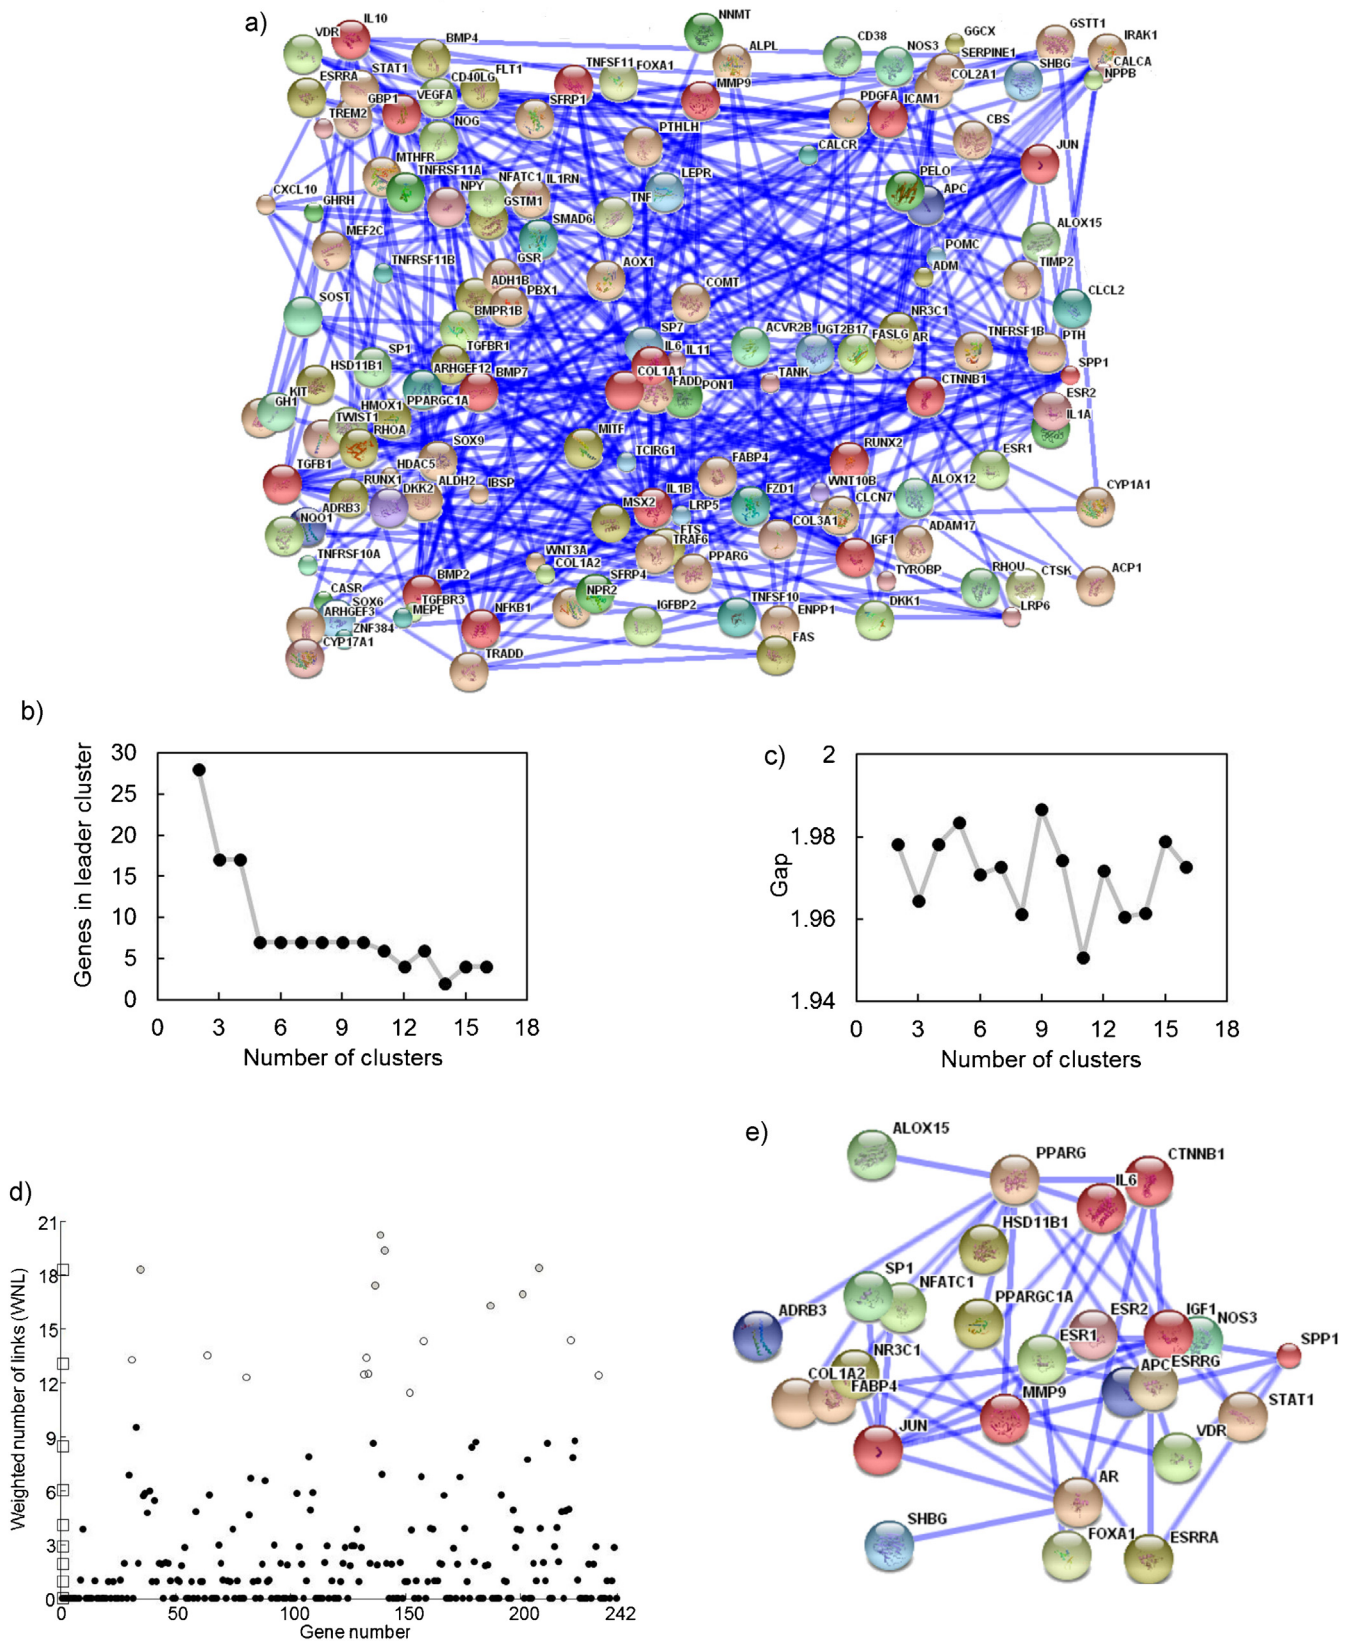 a)
NNMT
IL10
VDR
BMP4
CD38
GGCX
GSTT1
IRAK1
NOS3
SERPINE1
ALPL
TNFSF11
FOXA1
FLT1
STAT1
CD40LG
ESRRA
SHBG
CALCA
NPPB
COL2A1
MMP9
PDGFA
ICAM1
VEGFA
GBP1
SFRP1
TREM2
NOG
PTHLH
CBS
CALCR
JUN
MTHFR
TNFRSF11A
NFATC1
IL1RN
LEPR
PELO
APC
NPY
CXCL10
GHRH
GSTM1
TNF
SMAD6
ALOX15
MEF2C
POMC
TNFRSF11B
GSR
AOX1
ADM
TIMP2
ADH1B
PBX1
COMT
CLCL2
SOST
BMPR1B
NR3C1
SP7
ACVR2B
UGT2B17
FASLG
AR
TNFRSF1B
PTH
TGFBR1
IL6
IL11
SP1
HSD11B1
ARHGEF12
BMP7
COL1A1
FADD
PON1
TANK
CTNNB1
SPP1
KIT
GH1
HMOX1
PPARGC1A
ESR2
IL1A
TWIST1
RHOA
MITF
SOX9
RUNX2
ESR1
TCIRG1
TGFB1
HDAC5
FABP4
RUNX1
ALDH2
IBSP
DKK2
IL1B
FZD1
WNT10B
ALOX12
CYP1A1
ADRB3
MSX2
LRP5
CLCN7
NQO1
COL3A1
ADAM17
FTS
TRAF6
IGF1
TNFRSF10A
WNT3A
COL1A2
PPARG
TYROBP
RHOU
CTSK
ACP1
BMP2
SFRP4
NPR2
CASR
SOX6
TGFBR3
MEPE
NFKB1
IGFBP2
TNFSF10
ENPP1
DKK1
LRP6
ARHGEF3
ZNF384
CYP17A1
FAS
TRADD
b)
30
25
20
15
10
5
0
Genes in leader cluster
0 3 6 9 12 15 18
Number of clusters
c)
2
1.98
1.96
1.94
Gap
0 3 6 9 12 15 18
Number of clusters
d)
21
18
15
12
9
6
3
0
Weighted number of links (WNL)
0 50 100 150 200 242
Gene number
e)
ALOX15
PPARG
CTNNB1
IL6
HSD11B1
SP1
NFATC1
PPARGC1A
ADRB3
ESR2
IGF1
NOS3
SPP1
ESR1
NR3C1
APC
ESRRG
COL1A2
FABP4
MMP9
STAT1
JUN
VDR
AR
SHBG
FOXA1
ESRRA